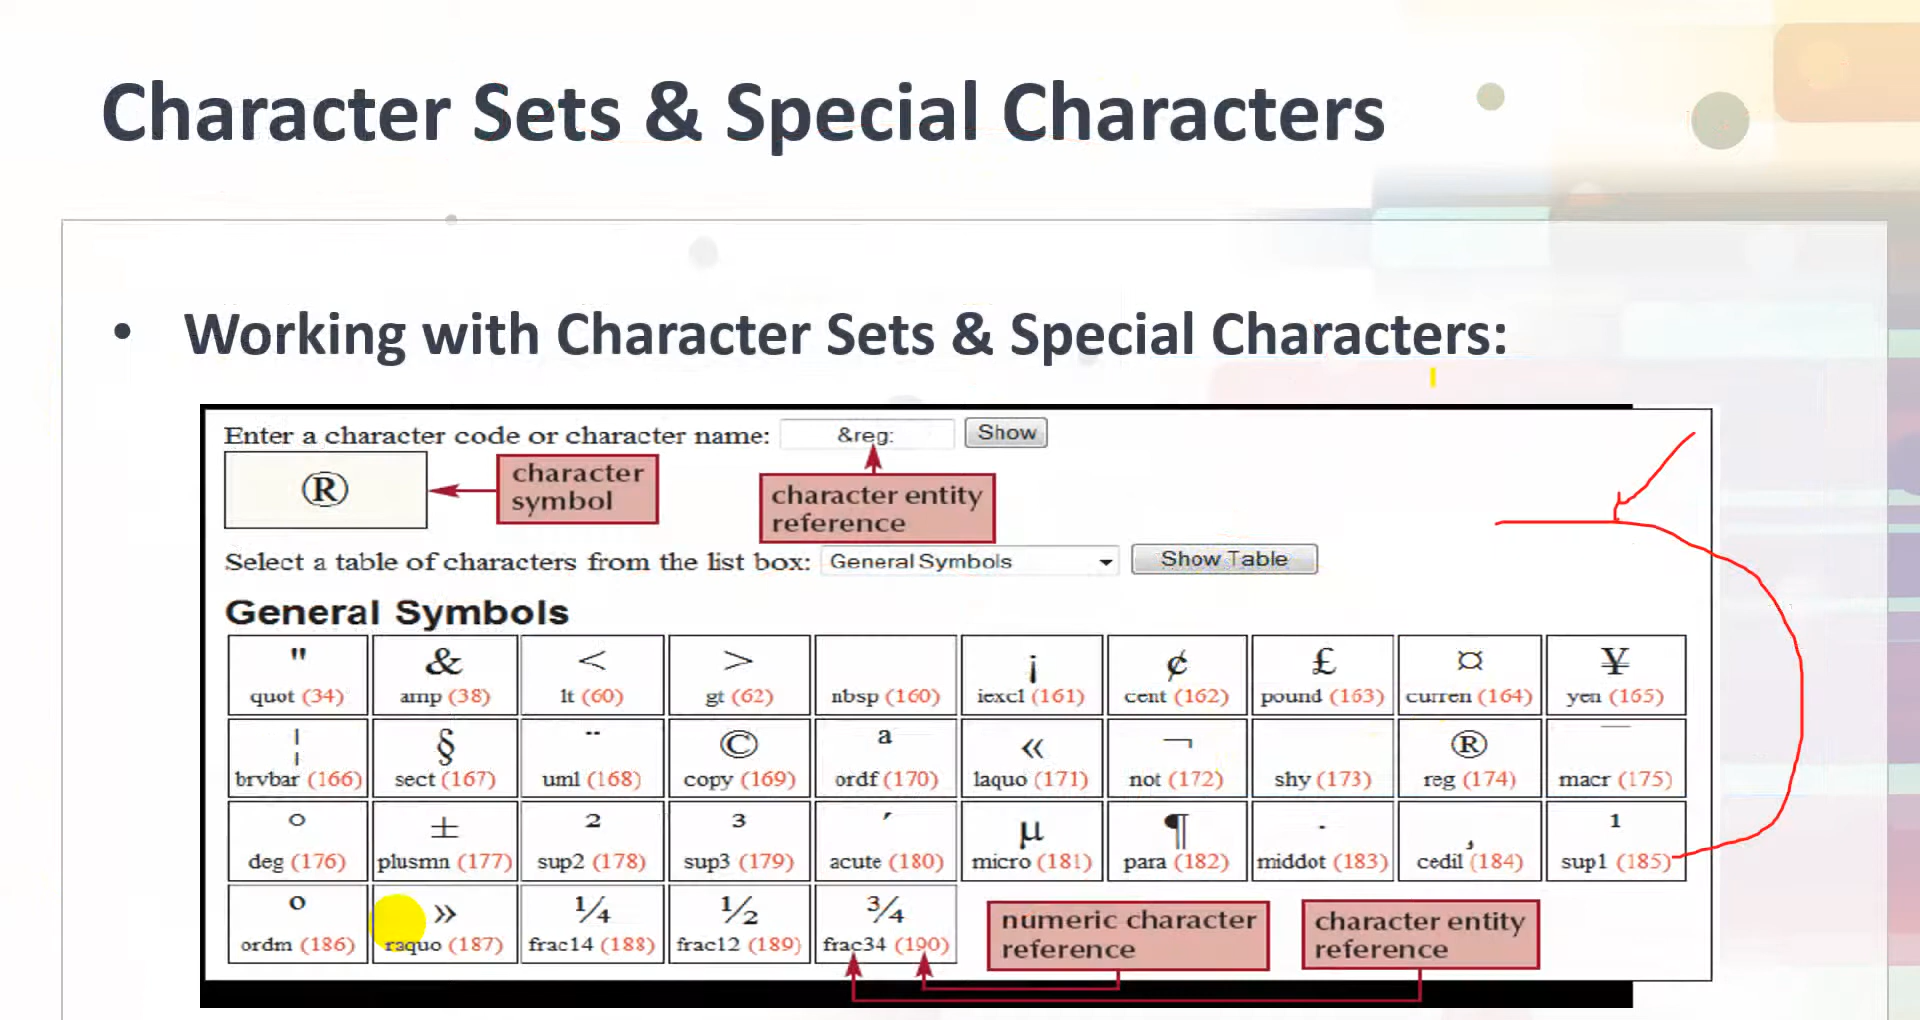 Character Sets & Special Characters
• Working with Character Sets & Special Characters:
Enter a character code or character name: &reg: Show
®
character
symbol
character entity
reference
Select a table of characters from the list box: General Symbols Show Table
General Symbols
" & < > ¡ ¢ £ ¤ ¥
quot (34) amp (38) lt (60) gt (62) nbsp (160) iexcl (161) cent (162) pound (163) curren (164) yen (165)
¦ § ¨ © ª « ¬ ® ¯
brvbar (166) sect (167) uml (168) copy (169) ordf (170) laquo (171) not (172) shy (173) reg (174) macr (175)
° ± ² ³ ´ µ ¶ · ¸ ¹
deg (176) plusmn (177) sup2 (178) sup3 (179) acute (180) micro (181) para (182) middot (183) cedil (184) sup1 (185)
º » ¼ ½ ¾
ordm (186) raquo (187) frac14 (188) frac12 (189) frac34 (190)
numeric character
reference
character entity
reference